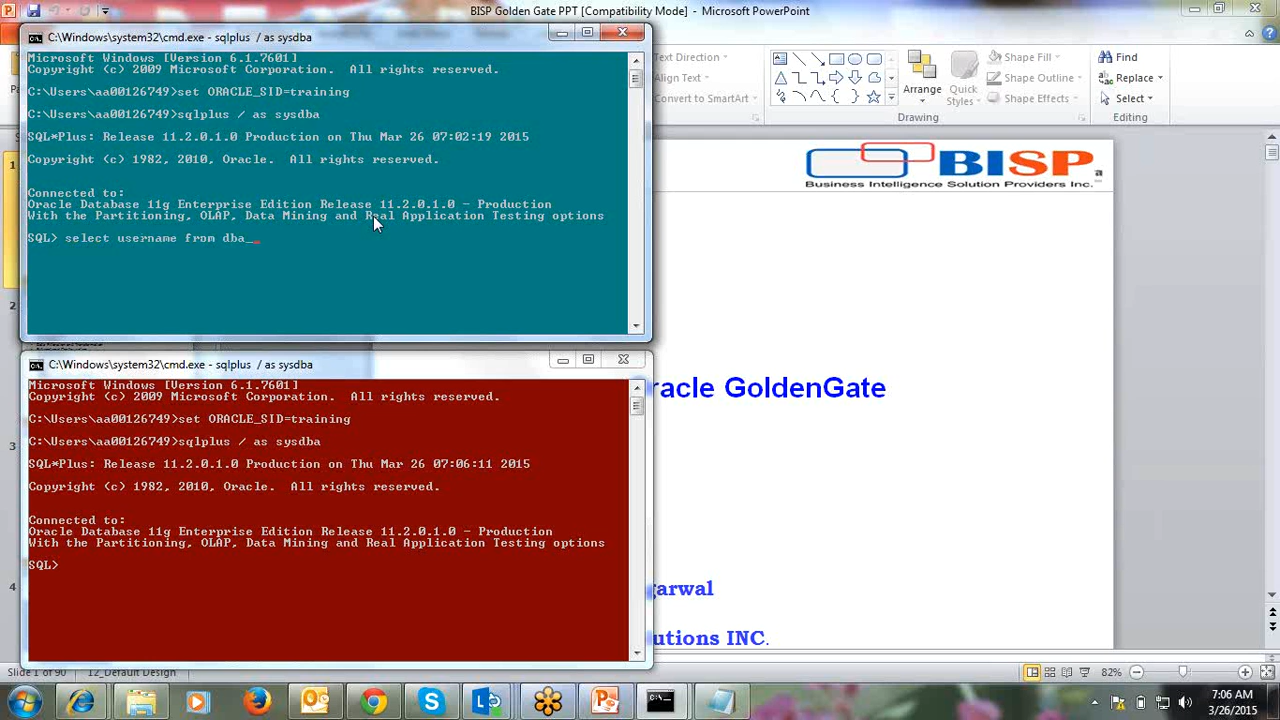 BISP Golden Gate PPT [Compatibility Mode] - Microsoft PowerPoint
C:\Windows\system32\cmd.exe - sqlplus / as sysdba
Microsoft Windows [Version 6.1.7601]
Copyright (c) 2009 Microsoft Corporation.  All rights reserved.
C:\Users\aa00126749>set ORACLE_SID=training
C:\Users\aa00126749>sqlplus / as sysdba
SQL*Plus: Release 11.2.0.1.0 Production on Thu Mar 26 07:02:19 2015
Copyright (c) 1982, 2010, Oracle.  All rights reserved.
Connected to:
Oracle Database 11g Enterprise Edition Release 11.2.0.1.0 - Production
With the Partitioning, OLAP, Data Mining and Real Application Testing options
SQL> select username from dba_
Text Direction
Align Text
Convert to SmartArt
Arrange
Quick
Styles
Shape Fill
Shape Outline
Shape Effects
Drawing
Find
Replace
Select
Editing
1
2
3
4
BISP
Business Intelligence Solution Providers Inc.
racle GoldenGate
garwal
utions INC.
C:\Windows\system32\cmd.exe - sqlplus / as sysdba
Microsoft Windows [Version 6.1.7601]
Copyright (c) 2009 Microsoft Corporation.  All rights reserved.
C:\Users\aa00126749>set ORACLE_SID=training
C:\Users\aa00126749>sqlplus / as sysdba
SQL*Plus: Release 11.2.0.1.0 Production on Thu Mar 26 07:06:11 2015
Copyright (c) 1982, 2010, Oracle.  All rights reserved.
Connected to:
Oracle Database 11g Enterprise Edition Release 11.2.0.1.0 - Production
With the Partitioning, OLAP, Data Mining and Real Application Testing options
SQL>
Slide 1 of 90
12_Default Design
82%
7:06 AM
3/26/2015